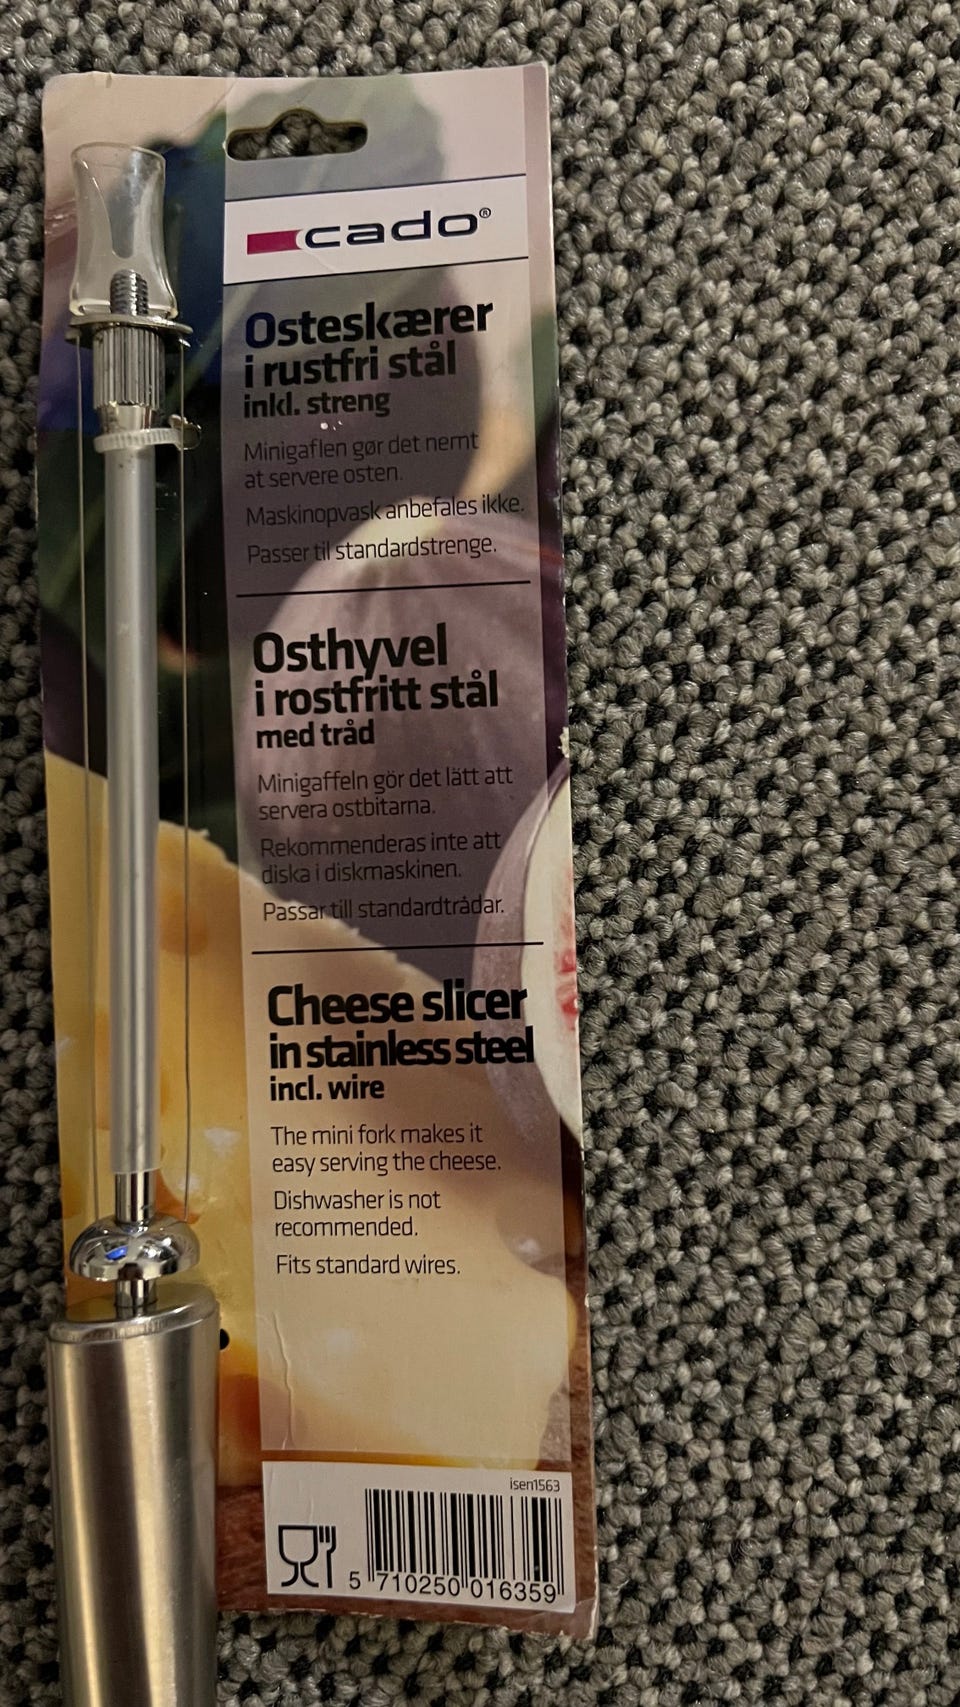 cado®
Osteskærer
i rustfri stål
inkl. streng
Minigaflen gør det nemt
at servere osten.
Maskinopvask anbefales ikke.
Passer til standardstrenge.
Osthyvel
i rostfritt stål
med tråd
Minigaffeln gör det lätt att
servera ostbitarna.
Rekommenderas inte att
diska i diskmaskinen.
Passar till standardtrådar.
Cheese slicer
in stainless steel
incl. wire
The mini fork makes it
easy serving the cheese.
Dishwasher is not
recommended.
Fits standard wires.
isen1563
5 710250 016359